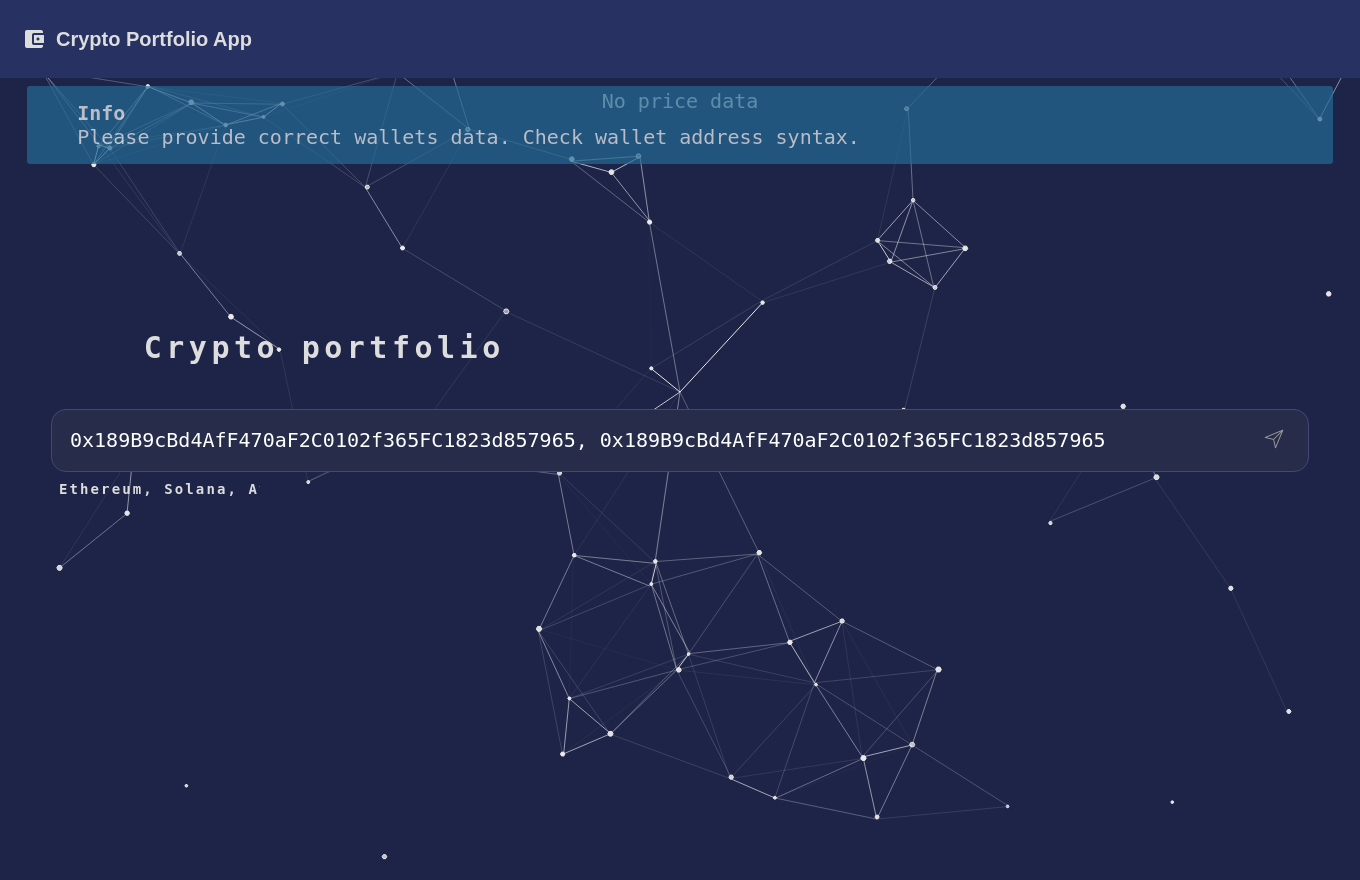 Crypto Portfolio App
No price data
Info
Please provide correct wallets data. Check wallet address syntax.
Crypto portfolio
0x189B9cBd4AfF470aF2C0102f365FC1823d857965, 0x189B9cBd4AfF470aF2C0102f365FC1823d857965
Ethereum, Solana, A